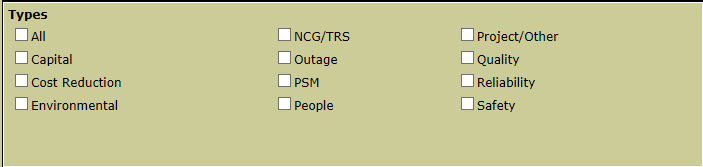 Types
All NCG/TRS Project/Other
Capital Outage Quality
Cost Reduction PSM Reliability
Environmental People Safety